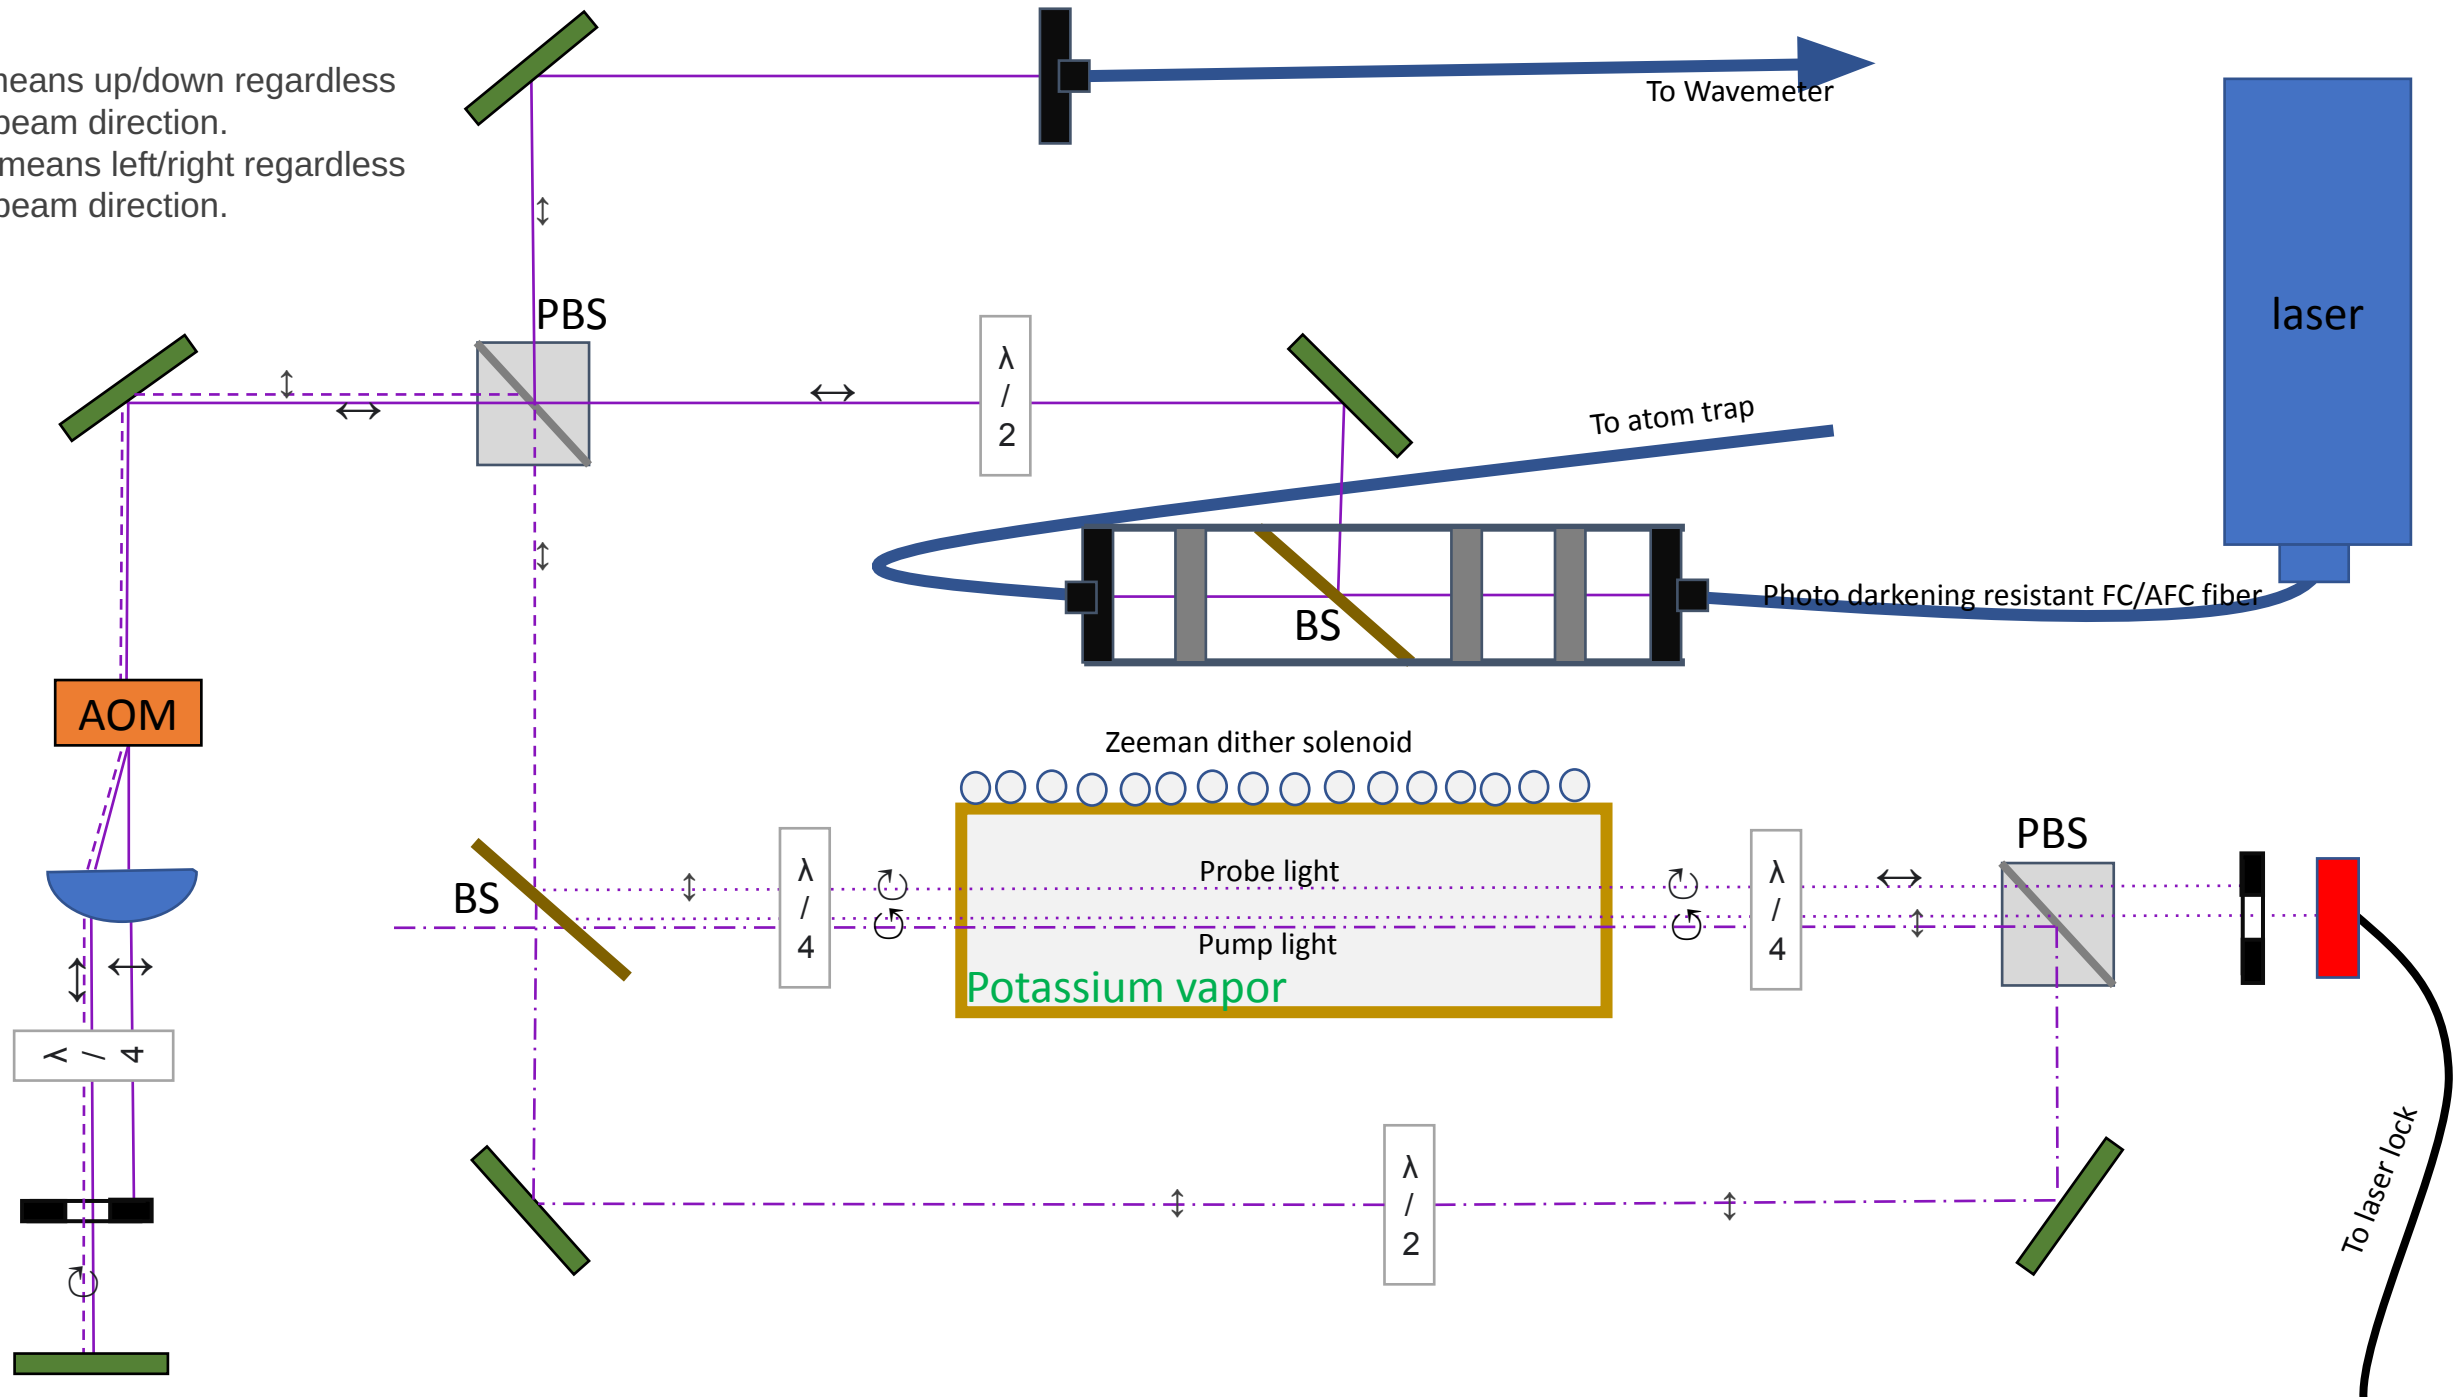 means up/down regardless
beam direction.
means left/right regardless
beam direction.
To Wavemeter
laser
PBS
λ
/
2
To atom trap
BS
Photo darkening resistant FC/AFC fiber
AOM
Zeeman dither solenoid
BS
λ
/
4
Probe light
Pump light
Potassium vapor
λ
/
4
PBS
λ / 4
λ
/
2
To laser lock